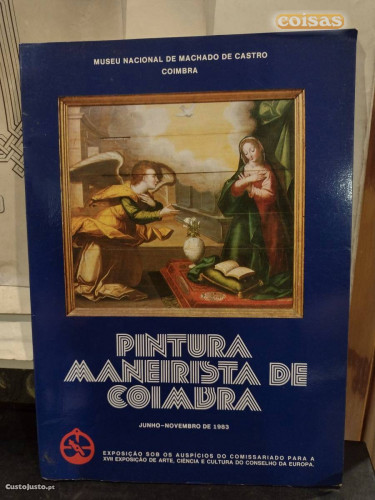 coisas
MUSEU NACIONAL DE MACHADO DE CASTRO
COIMBRA
PINTURA
MANEIRISTA DE
COIMBRA
JUNHO-NOVEMBRO DE 1983
EXPOSIÇÃO SOB OS AUSPÍCIOS DO COMISSARIADO PARA A
XVII EXPOSIÇÃO DE ARTE, CIÊNCIA E CULTURA DO CONSELHO DA EUROPA.
CustoJusto.pt